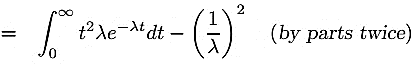 = ∫₀^∞ t²λe^{−λt}dt − (1/λ)² (by parts twice)